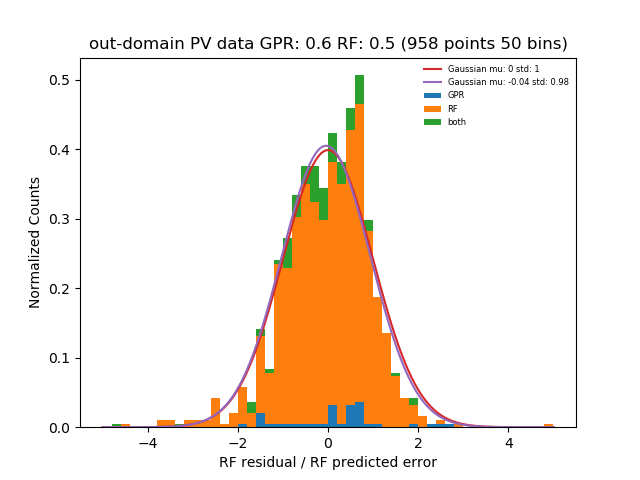 out-domain PV data GPR: 0.6 RF: 0.5 (958 points 50 bins)
Gaussian mu: 0 std: 1
Gaussian mu: -0.04 std: 0.98
GPR
RF
both
Normalized Counts
0.5
0.4
0.3
0.2
0.1
0.0
−4 −2 0 2 4
RF residual / RF predicted error